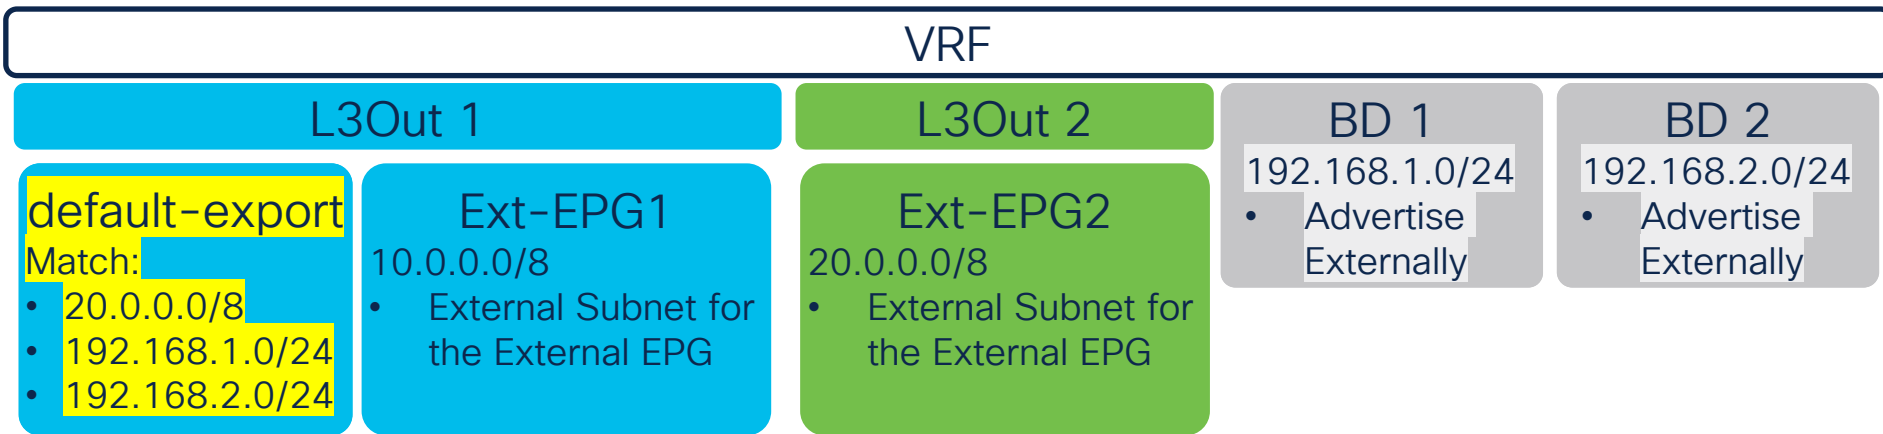 VRF
L3Out 1
default-export
Match:
• 20.0.0.0/8
• 192.168.1.0/24
• 192.168.2.0/24
Ext-EPG1
10.0.0.0/8
• External Subnet for
the External EPG
L3Out 2
Ext-EPG2
20.0.0.0/8
• External Subnet for
the External EPG
BD 1
192.168.1.0/24
• Advertise
Externally
BD 2
192.168.2.0/24
• Advertise
Externally